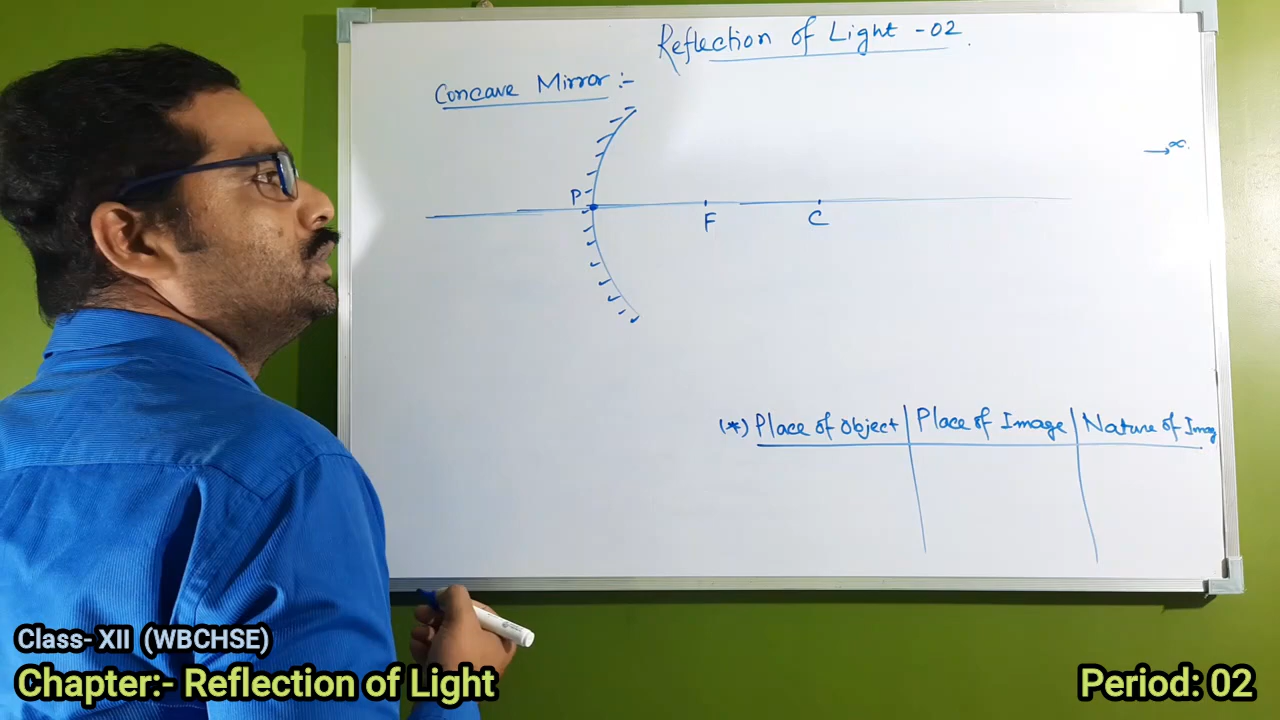 Reflection of Light - 02
Concave Mirror :-
→ ∞
P
F
C
(*) Place of Object | Place of Image | Nature of Imag
Class- XII (WBCHSE)
Chapter:- Reflection of Light
Period: 02